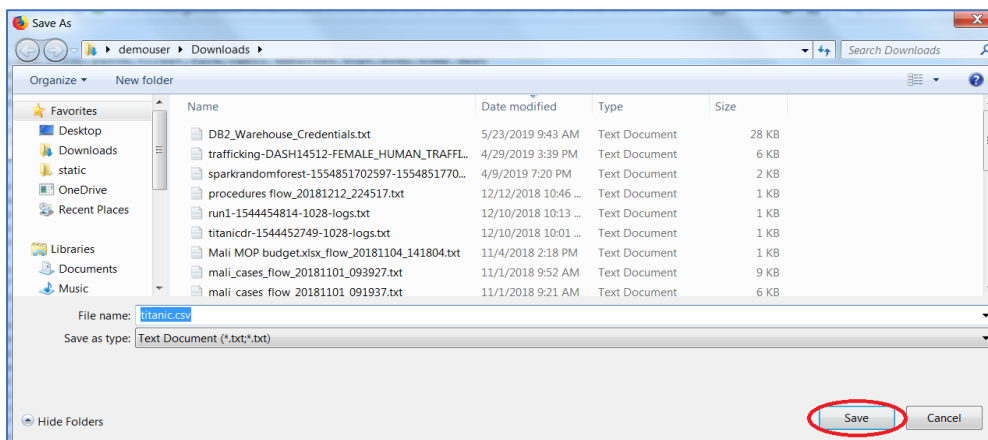 Save As
demouser Downloads
Search Downloads
Organize New folder
Favorites
Desktop
Downloads
static
OneDrive
Recent Places
Libraries
Documents
Music
Name Date modified Type Size
DB2_Warehouse_Credentials.txt 5/23/2019 9:43 AM Text Document 28 KB
trafficking-DASH14512-FEMALE_HUMAN_TRAFFI... 4/29/2019 3:39 PM Text Document 6 KB
sparkrandomforest-1554851702597-1554851770... 4/9/2019 7:20 PM Text Document 2 KB
procedures flow_20181212_224517.txt 12/12/2018 10:46 ... Text Document 1 KB
run1-1544454814-1028-logs.txt 12/10/2018 10:13 ... Text Document 1 KB
titanicdr-1544452749-1028-logs.txt 12/10/2018 10:01 ... Text Document 1 KB
Mali MOP budget.xlsx_flow_20181104_141804.txt 11/4/2018 2:18 PM Text Document 1 KB
mali_cases_flow_20181101_093927.txt 11/1/2018 9:52 AM Text Document 9 KB
mali_cases_flow_20181101_091937.txt 11/1/2018 9:21 AM Text Document 6 KB
File name: titanic.csv
Save as type: Text Document (*.txt;*.txt)
Hide Folders
Save Cancel